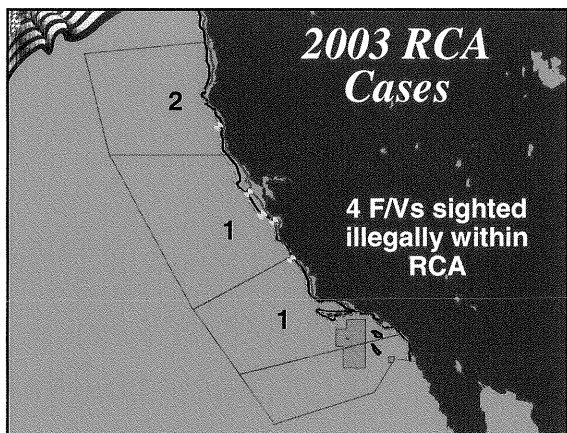 2003 RCA
Cases
2
1
4 F/Vs sighted
illegally within
RCA
1